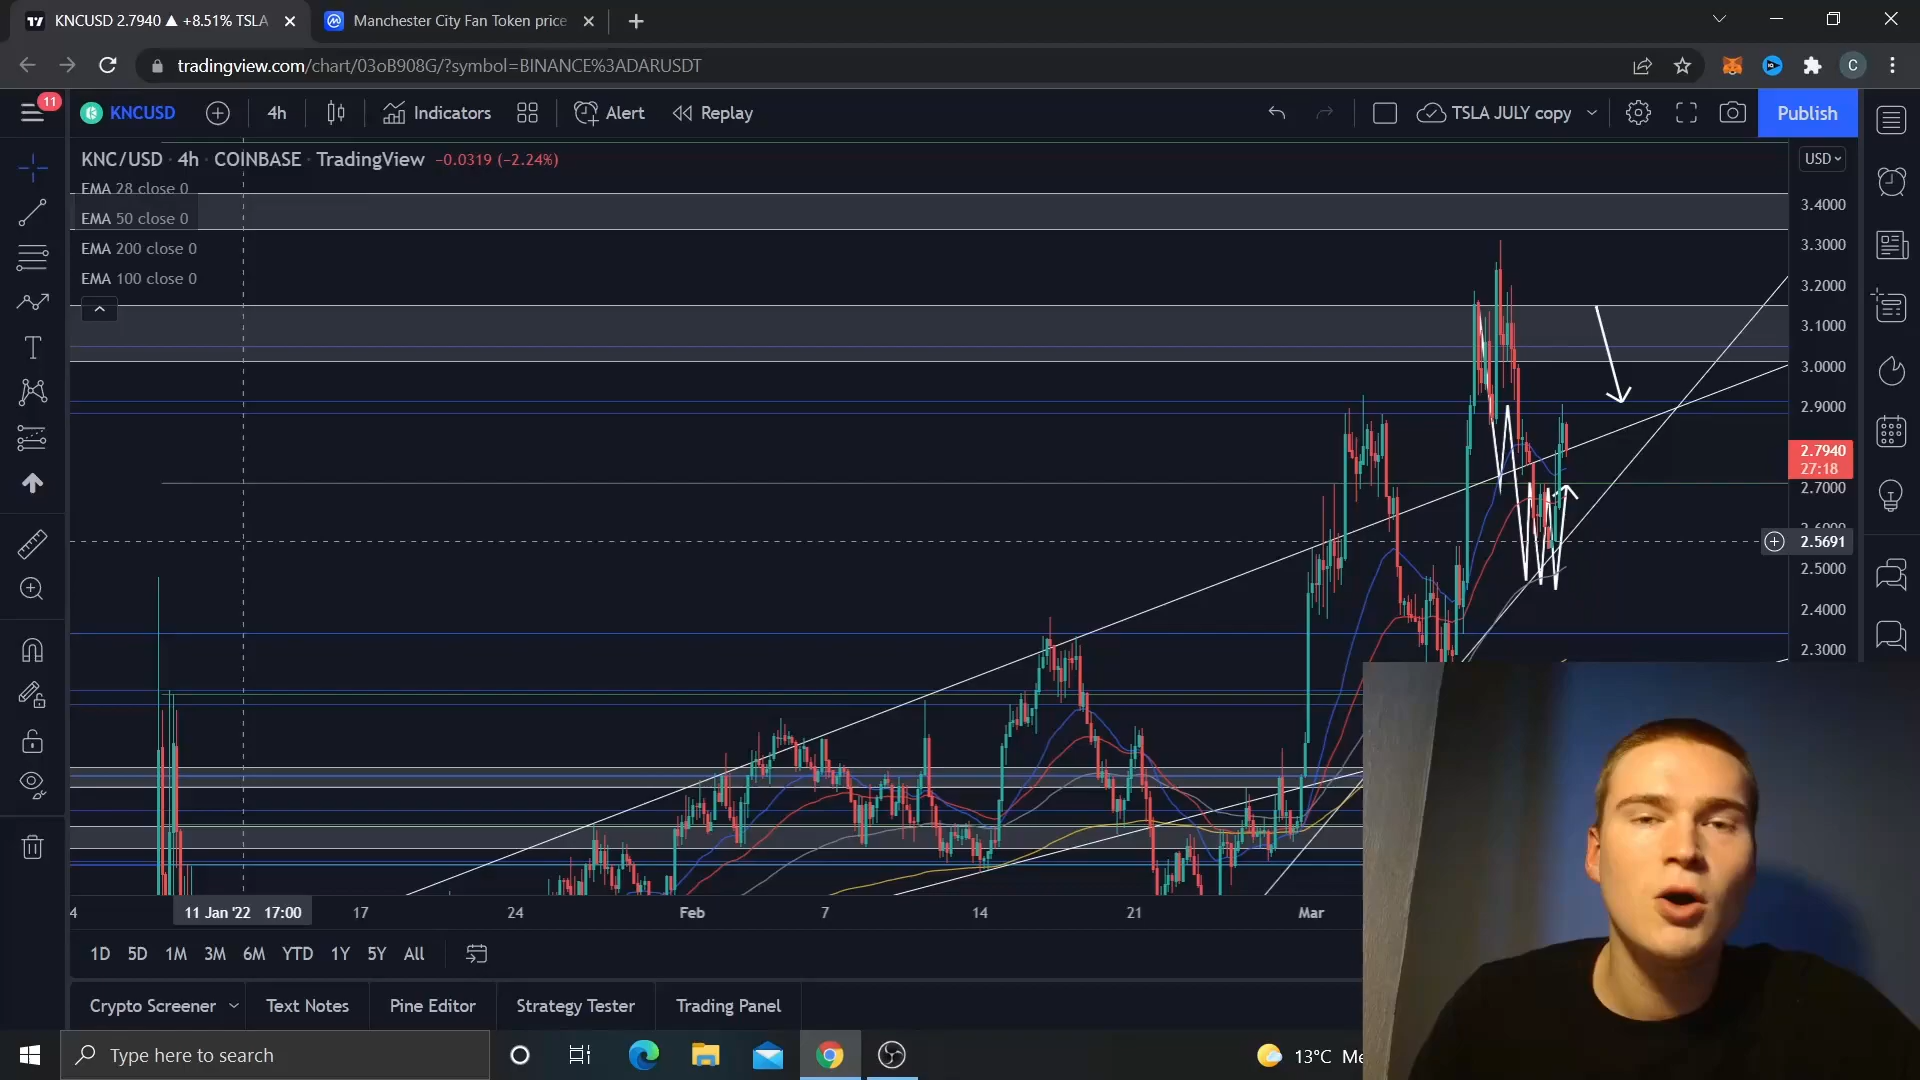 KNCUSD 2.7940 ▲ +8.51% TSLA
Manchester City Fan Token price
tradingview.com/chart/03oB908G/?symbol=BINANCE%3ADARUSDT
C
11
KNCUSD
4h
Indicators
Alert
Replay
TSLA JULY copy
Publish
KNC/USD · 4h · COINBASE · TradingView −0.0319 (−2.24%)
USD
EMA 28 close 0
EMA 50 close 0
EMA 200 close 0
EMA 100 close 0
3.4000
3.3000
3.2000
3.1000
3.0000
2.9000
2.7940
27:18
2.7000
2.6000
2.5691
2.5000
2.4000
2.3000
4
11 Jan '22 17:00
17
24
Feb
7
14
21
Mar
1D 5D 1M 3M 6M YTD 1Y 5Y All
Crypto Screener
Text Notes
Pine Editor
Strategy Tester
Trading Panel
Type here to search
13°C